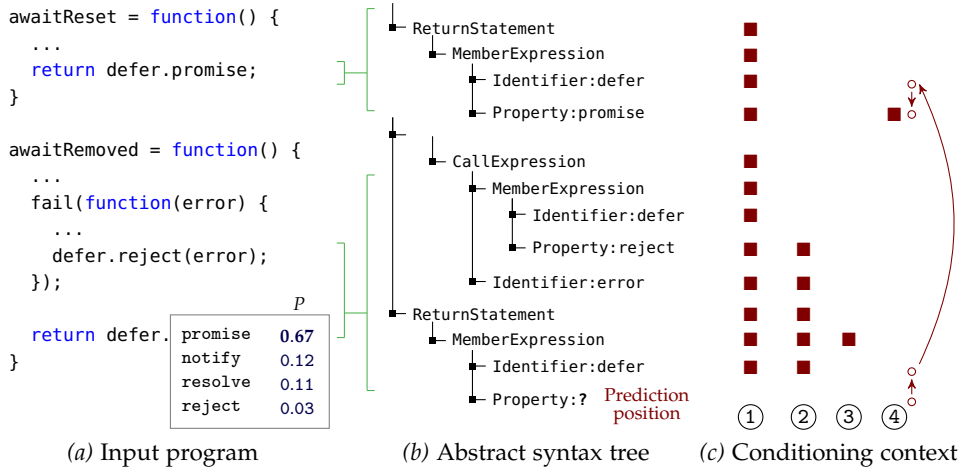 awaitReset = function() {
...
return defer.promise;
}
awaitRemoved = function() {
...
fail(function(error) {
...
defer.reject(error);
});
return defer.
}
P
promise 0.67
notify 0.12
resolve 0.11
reject 0.03
(a) Input program
ReturnStatement
MemberExpression
Identifier:defer
Property:promise
CallExpression
MemberExpression
Identifier:defer
Property:reject
Identifier:error
ReturnStatement
MemberExpression
Identifier:defer
Property:?
Prediction
position
(b) Abstract syntax tree
1 2 3 4
(c) Conditioning context